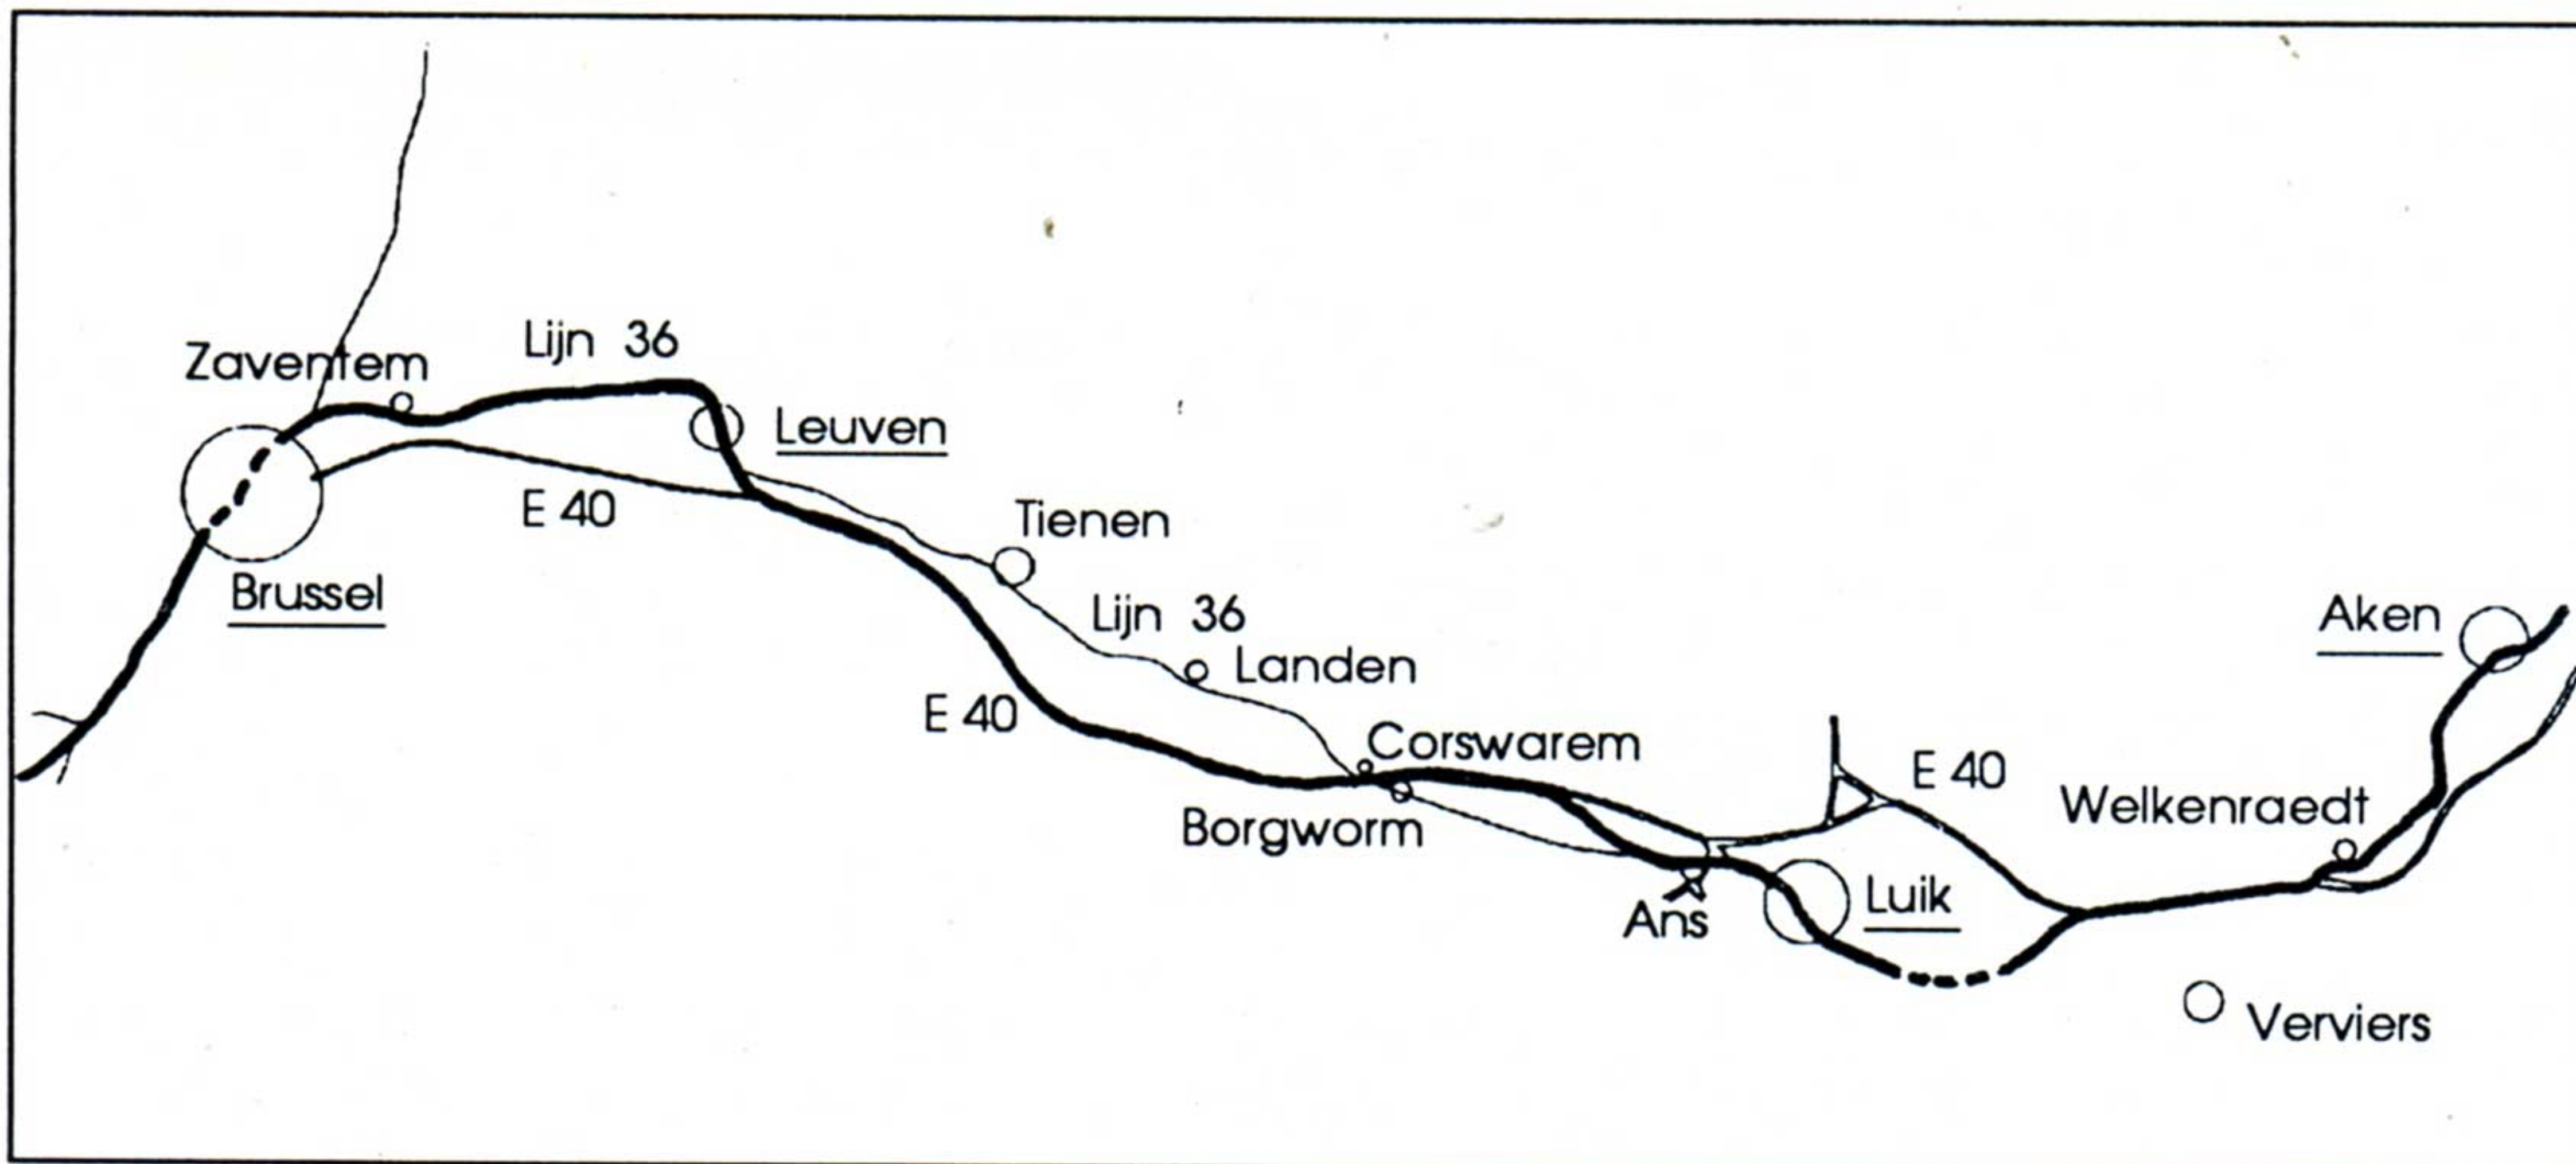 Zaventem
Lijn 36
Leuven
E 40
Brussel
Tienen
Lijn 36
Landen
E 40
Corswarem
Borgworm
E 40
Aken
Welkenraedt
Ans
Luik
Verviers